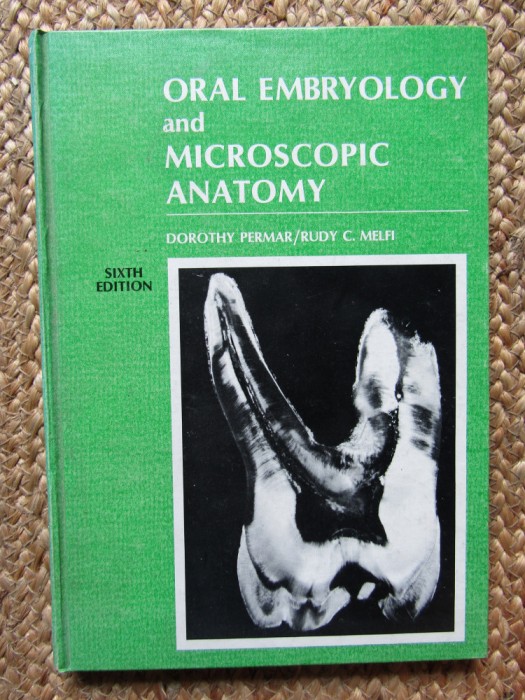 ORAL EMBRYOLOGY
and
MICROSCOPIC
ANATOMY
DOROTHY PERMAR/RUDY C. MELFI
SIXTH
EDITION